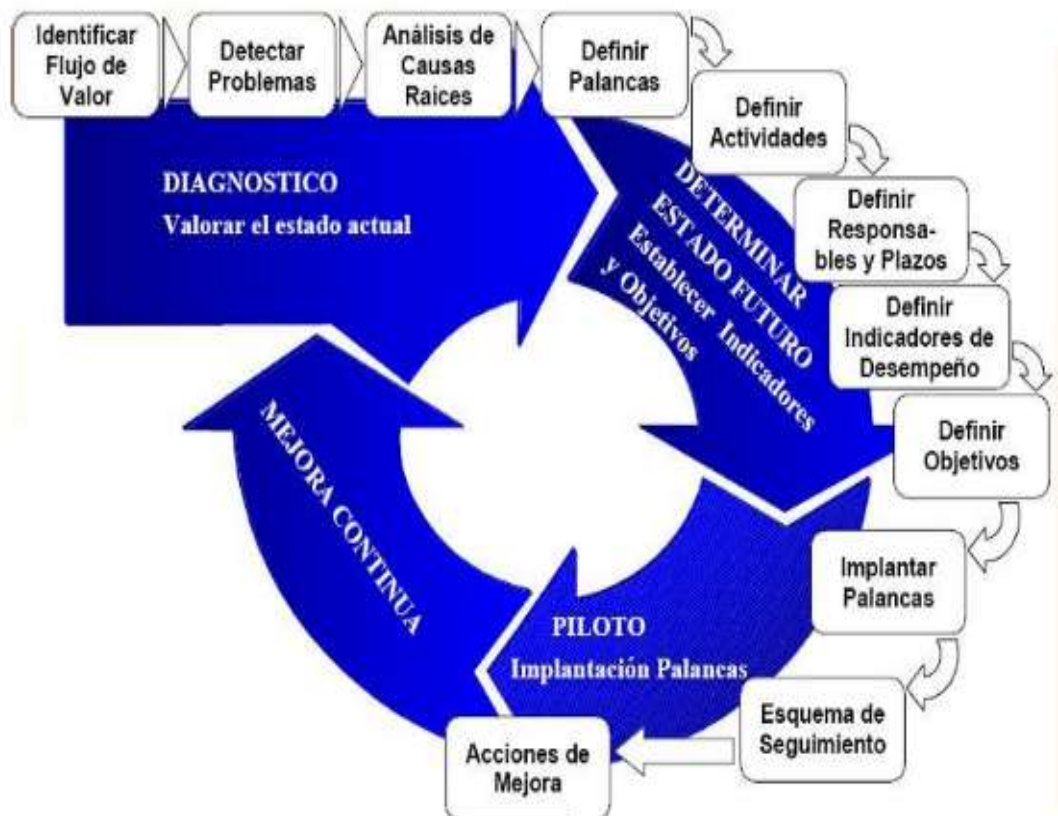 Identificar
Flujo de
Valor
Detectar
Problemas
Análisis de
Causas
Raices
Definir
Palancas
Definir
Actividades
Definir
Responsa-
bles y Plazos
Definir
Indicadores de
Desempeño
Definir
Objetivos
Implantar
Palancas
Esquema de
Seguimiento
Acciones de
Mejora
DIAGNOSTICO
Valorar el estado actual
DETERMINAR
ESTADO FUTURO
Establecer Indicadores
y Objetivos
PILOTO
Implantación Palancas
MEJORA CONTINUA